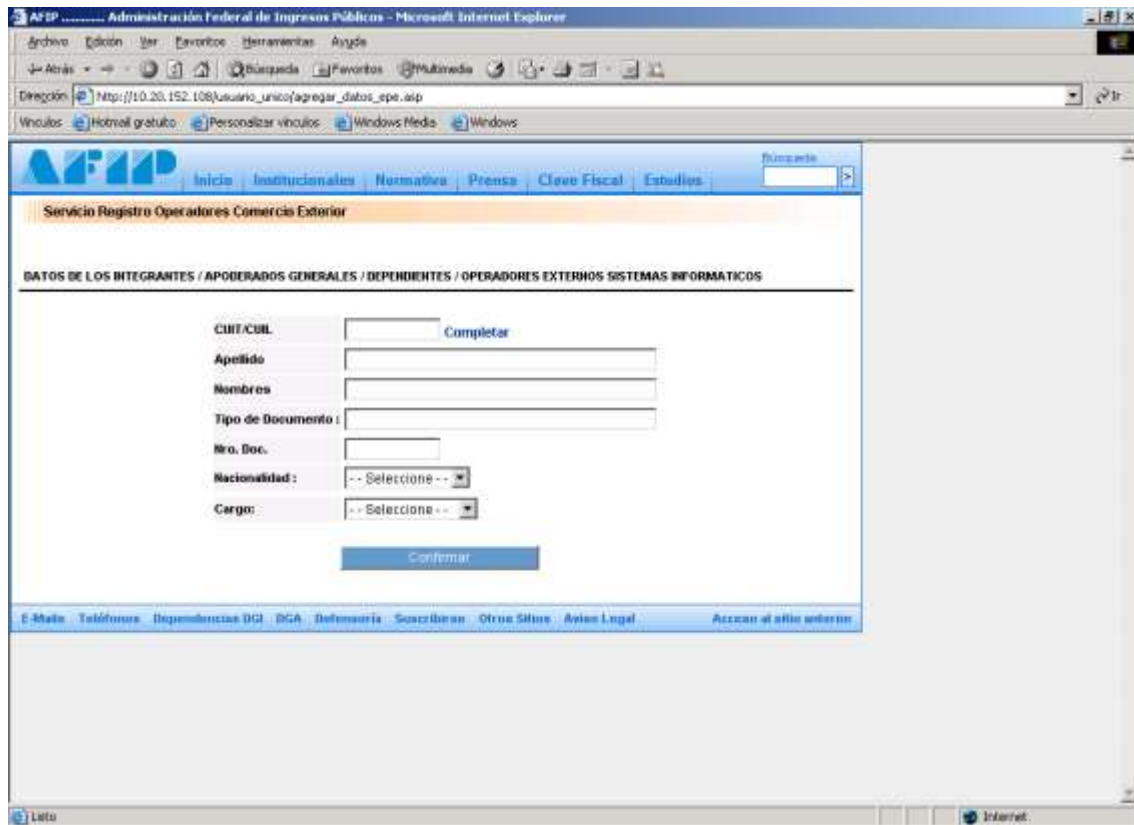 AFIP .......... Administración Federal de Ingresos Públicos - Microsoft Internet Explorer
Archivo Edición Ver Favoritos Herramientas Ayuda
Atrás Búsqueda Favoritos Multimedia
Dirección http://10.20.152.108/usuario_unico/agregar_datos_epe.asp Ir
Vínculos Hotmail gratuito Personalizar vínculos Windows Media Windows
AFIP
Búsqueda
Inicio Institucionales Normativa Prensa Clave Fiscal Estudios >
Servicio Registro Operadores Comercio Exterior
DATOS DE LOS INTEGRANTES / APODERADOS GENERALES / DEPENDIENTES / OPERADORES EXTERNOS SISTEMAS INFORMATICOS
CUIT/CUIL Completar
Apellido
Nombres
Tipo de Documento :
Nro. Doc.
Nacionalidad : - - Seleccione - -
Cargo: - - Seleccione - -
Confirmar
E-Mails Teléfonos Dependencias DGI DGA Defensoría Suscribirse Otros Sitios Aviso Legal Acceso al sitio anterior
Listo Internet